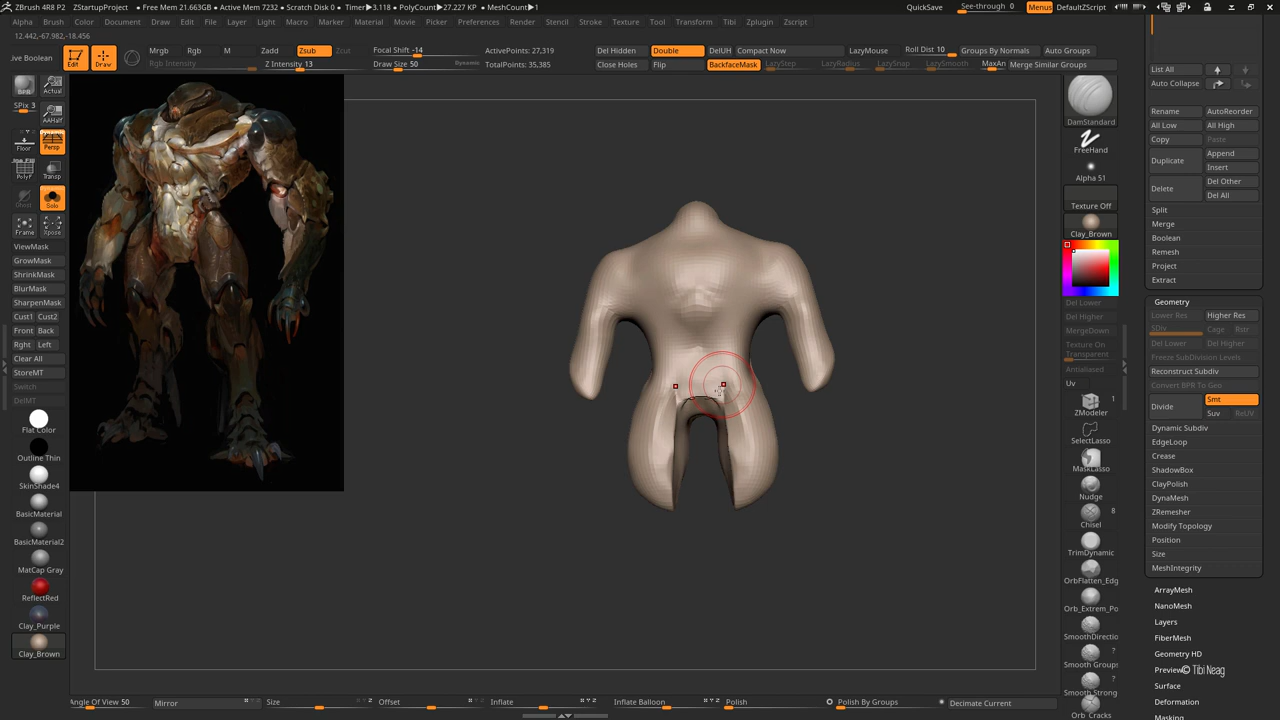 ZBrush 4R8 P2 ZStartupProject • Free Mem 21.663GB • Active Mem 7232 • Scratch Disk 0 • Timer▸3.118 • PolyCount▸27.227 KP • MeshCount▸1 QuickSave See-through 0 Menus DefaultZScript
Alpha Brush Color Document Draw Edit File Layer Light Macro Marker Material Movie Picker Preferences Render Stencil Stroke Texture Tool Transform Tibi Zplugin Zscript
12.442,-67.982,-18.456
ive Boolean Edit Draw Mrgb Rgb M Zadd Zsub Zcut Focal Shift -14 ActivePoints: 27,319 Del Hidden Double DelUH Compact Now LazyMouse Roll Dist 10 Groups By Normals Auto Groups
Rgb Intensity Z Intensity 13 Draw Size 50 Dynamic TotalPoints: 35,385 Close Holes Flip BackfaceMask LazyStep LazyRadius LazySnap LazySmooth MaxAn Merge Similar Groups
BPR Actual
SPix 3
AAHalf
Floor Persp
PolyF Transp
Ghost Solo
Frame Xpose
ViewMask
GrowMask
ShrinkMask
BlurMask
SharpenMask
Cust1 Cust2
Front Back
Rght Left
Clear All
StoreMT
Switch
DelMT
Flat Color
Outline Thin
SkinShade4
BasicMaterial
BasicMaterial2
MatCap Gray
ReflectRed
Clay_Purple
Clay_Brown
DamStandard
FreeHand
Alpha 51
Texture Off
Clay_Brown
Del Lower
Del Higher
MergeDown
Texture On
Transparent
Antialiased
Uv
1
ZModeler
SelectLasso
MaskLasso
Nudge
8
Chisel
TrimDynamic
OrbFlatten_Edg
Orb_Extrem_Po
SmoothDirectio
Smooth Groups
Smooth Strong
Orb_Cracks
List All
Auto Collapse
Rename AutoReorder
All Low All High
Copy Paste
Duplicate Append
Insert
Delete Del Other
Del All
Split
Merge
Boolean
Remesh
Project
Extract
Geometry
Lower Res Higher Res
SDiv Cage Rstr
Del Lower Del Higher
Freeze SubDivision Levels
Reconstruct Subdiv
Convert BPR To Geo
Divide Smt
Suv ReUV
Dynamic Subdiv
EdgeLoop
Crease
ShadowBox
ClayPolish
DynaMesh
ZRemesher
Modify Topology
Position
Size
MeshIntegrity
ArrayMesh
NanoMesh
Layers
FiberMesh
Geometry HD
Preview
© Tibi Neag
Surface
Deformation
Masking
Angle Of View 50 Mirror Size Offset Inflate Inflate Balloon Polish Polish By Groups Decimate Current